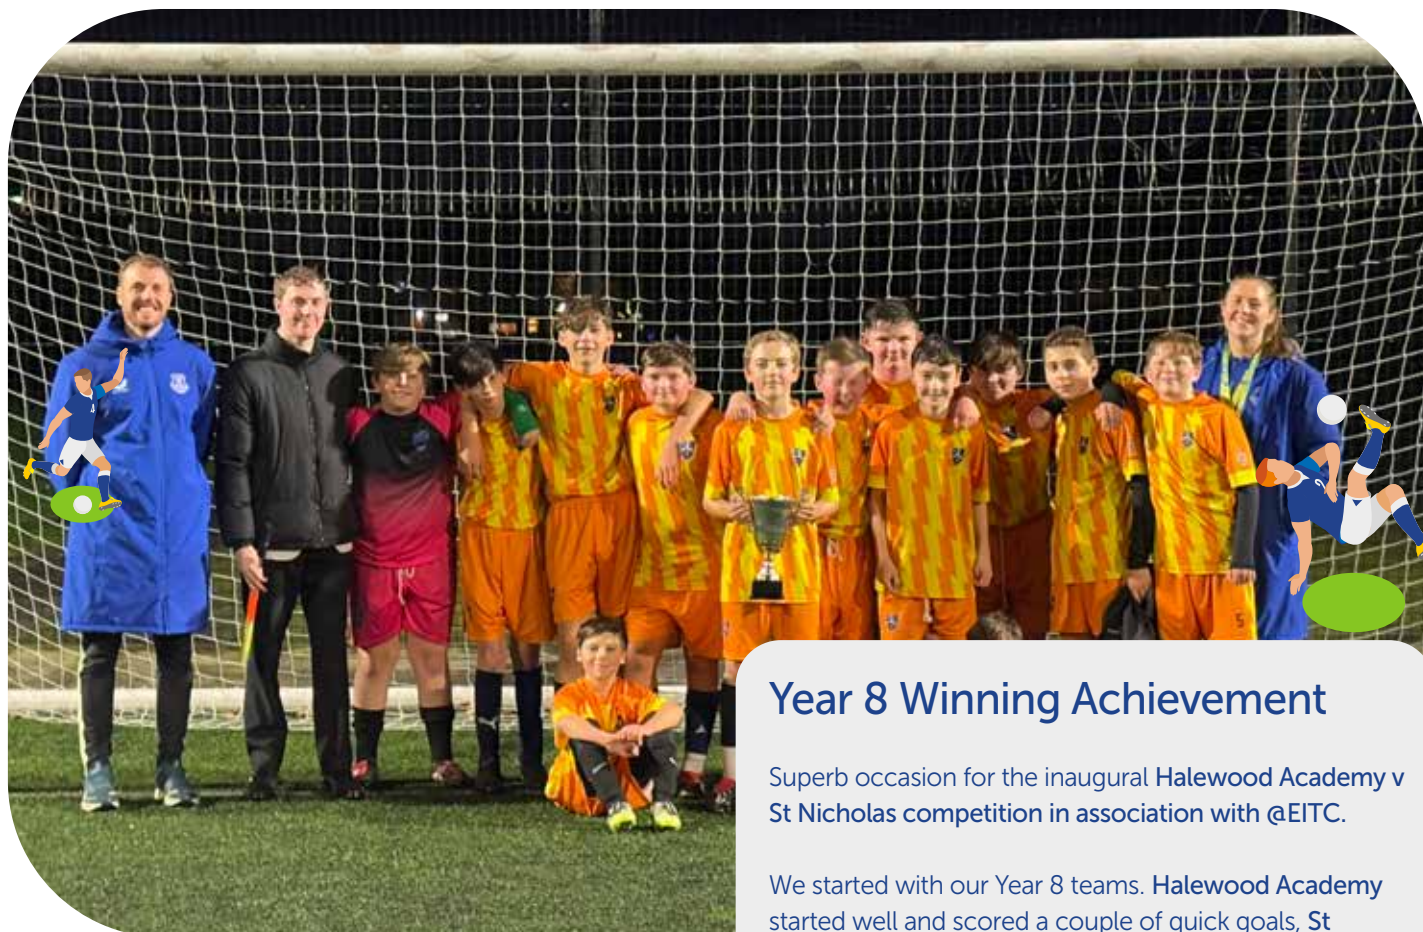 Year 8 Winning Achievement
Superb occasion for the inaugural Halewood Academy v
St Nicholas competition in association with @EITC.
We started with our Year 8 teams. Halewood Academy
started well and scored a couple of quick goals, St
5